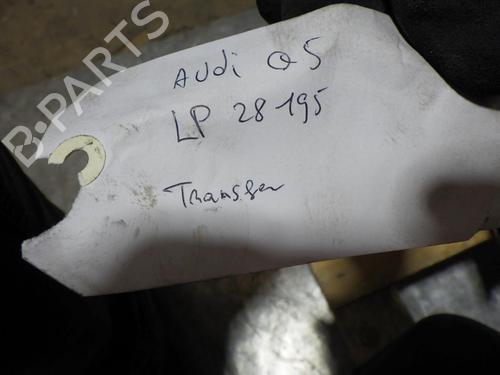 B-PARTS
AUDi Q5
LP 28195
Transfer